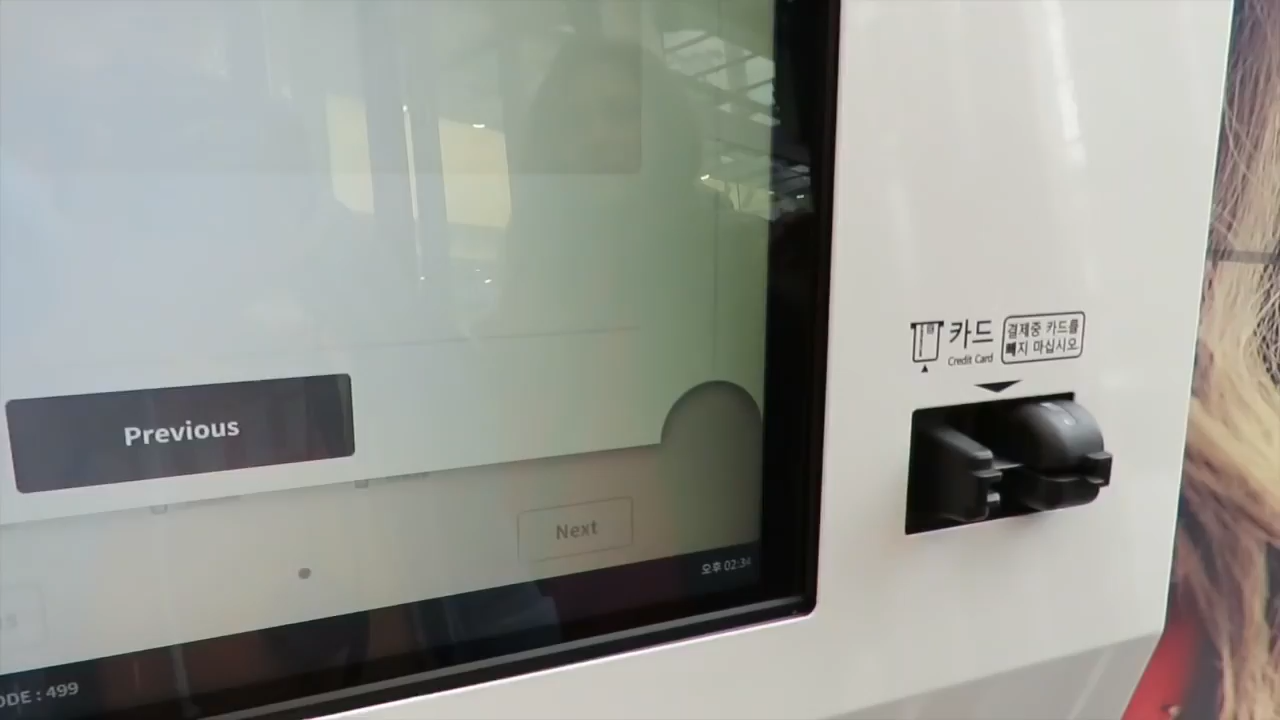 카드
Credit Card
결제중 카드를
빼지 마십시오
Previous
Next
오후 02:34
ODE : 499